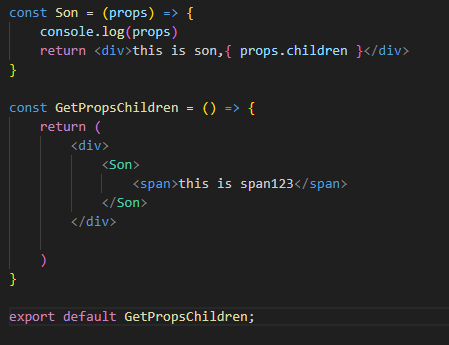 const Son = (props) => {
    console.log(props)
    return <div>this is son,{ props.children }</div>
}

const GetPropsChildren = () => {
    return (
        <div>
            <Son>
                <span>this is span123</span>
            </Son>
        </div>

    )
}

export default GetPropsChildren;